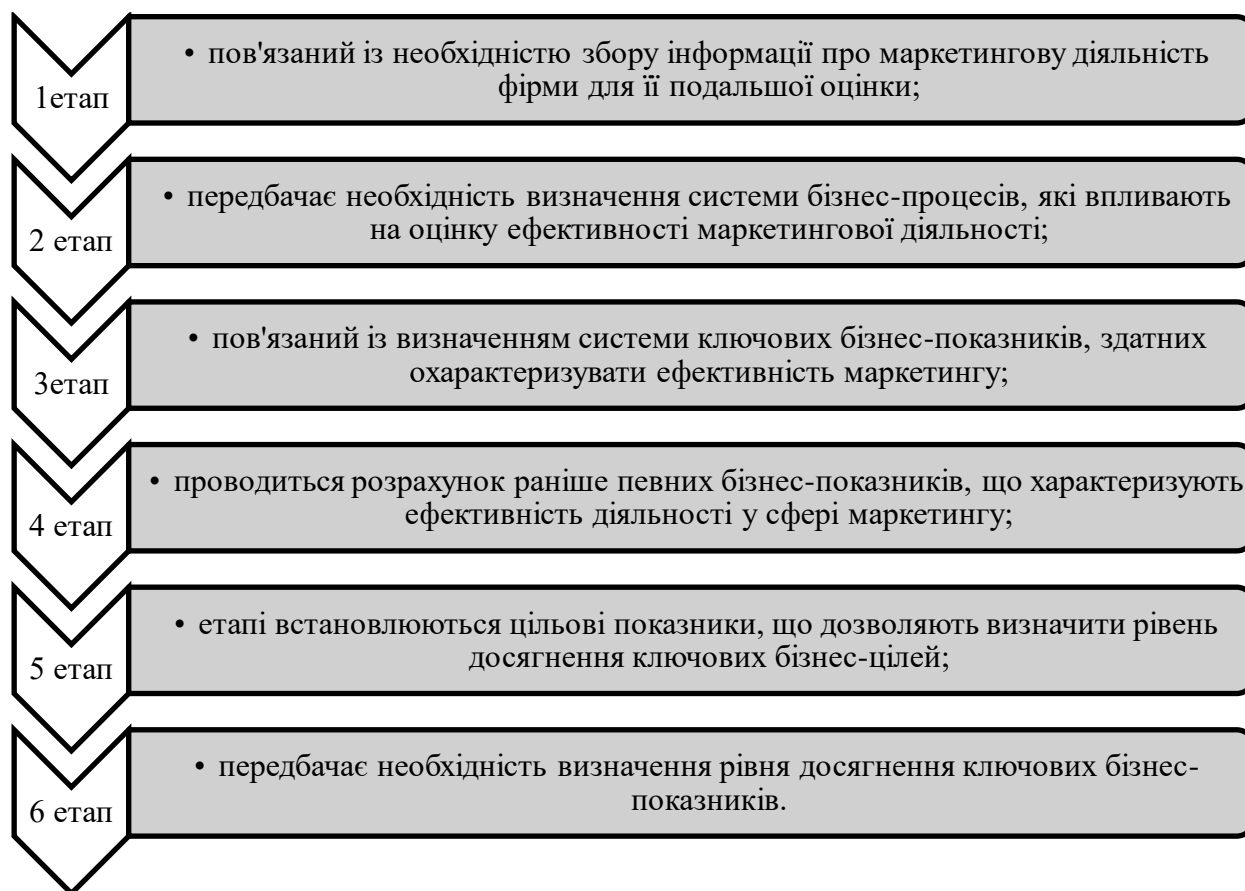 1етап
• пов'язаний із необхідністю збору інформації про маркетингову діяльність
фірми для її подальшої оцінки;
2 етап
• передбачає необхідність визначення системи бізнес-процесів, які впливають
на оцінку ефективності маркетингової діяльності;
3етап
• пов'язаний із визначенням системи ключових бізнес-показників, здатних
охарактеризувати ефективність маркетингу;
4 етап
• проводиться розрахунок раніше певних бізнес-показників, що характеризують
ефективність діяльності у сфері маркетингу;
5 етап
• етапі встановлюються цільові показники, що дозволяють визначити рівень
досягнення ключових бізнес-цілей;
6 етап
• передбачає необхідність визначення рівня досягнення ключових бізнес-
показників.